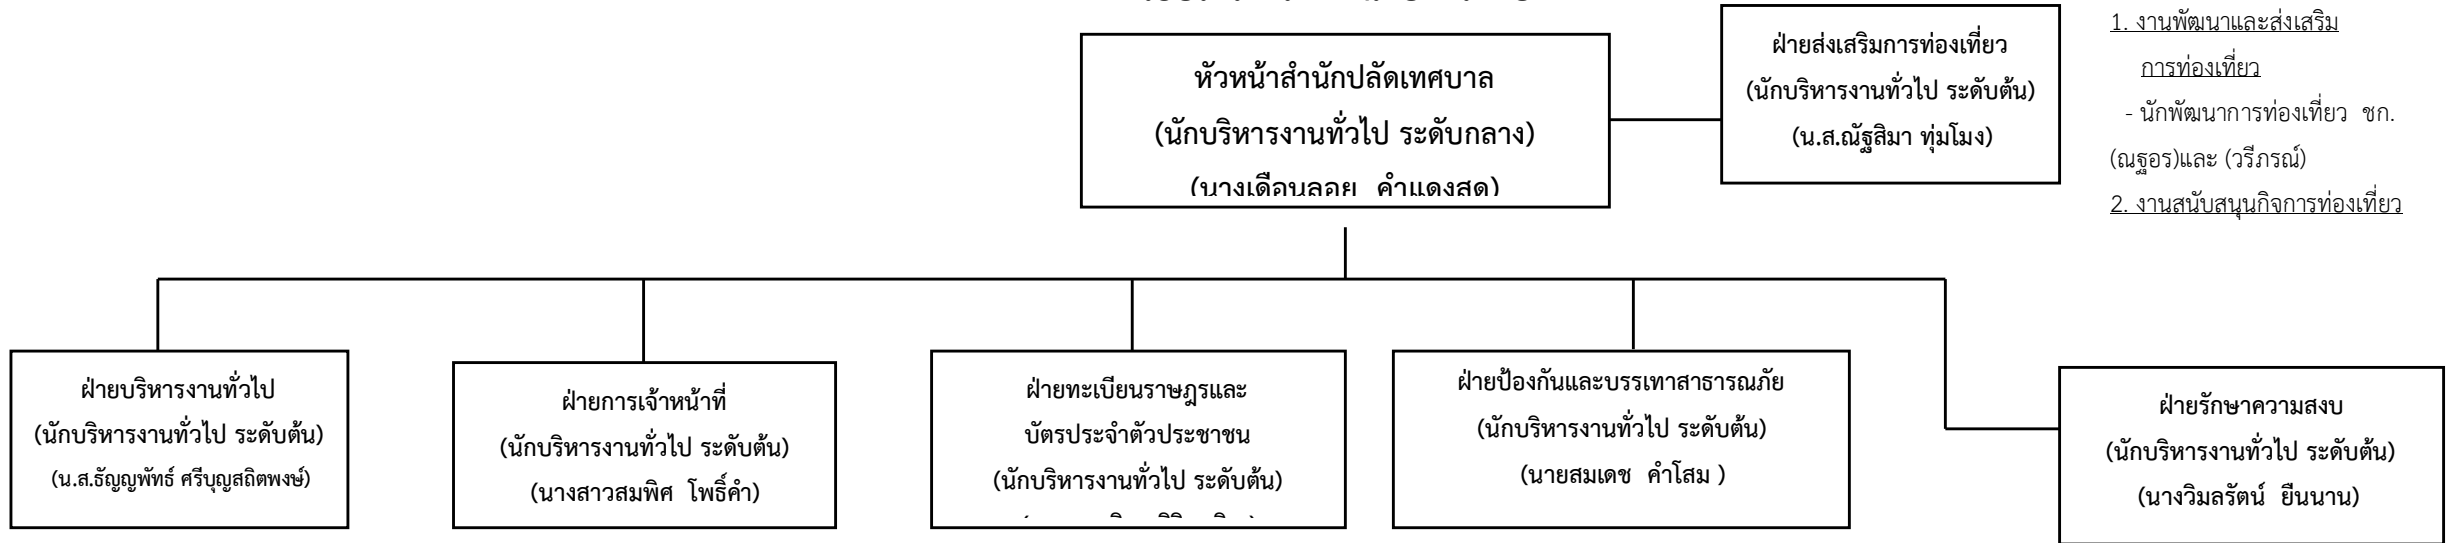 หัวหน้าสำนักปลัดเทศบาล
(นักบริหารงานทั่วไป ระดับกลาง)
(นางเดือนลอย คำแดงสด)
ฝ่ายส่งเสริมการท่องเที่ยว
(นักบริหารงานทั่วไป ระดับต้น)
(น.ส.ณัฐสิมา ทุ่มโมง)
1. งานพัฒนาและส่งเสริม
การท่องเที่ยว
- นักพัฒนาการท่องเที่ยว ชก.
(ณฐอร)และ (วรีภรณ์)
2. งานสนับสนุนกิจการท่องเที่ยว
ฝ่ายบริหารงานทั่วไป
(นักบริหารงานทั่วไป ระดับต้น)
(น.ส.ธัญญพัทธ์ ศรีบุญสถิตพงษ์)
ฝ่ายการเจ้าหน้าที่
(นักบริหารงานทั่วไป ระดับต้น)
(นางสาวสมพิศ โพธิ์คำ)
ฝ่ายทะเบียนราษฎรและ
บัตรประจำตัวประชาชน
(นักบริหารงานทั่วไป ระดับต้น)
ฝ่ายป้องกันและบรรเทาสาธารณภัย
(นักบริหารงานทั่วไป ระดับต้น)
(นายสมเดช คำโสม )
ฝ่ายรักษาความสงบ
(นักบริหารงานทั่วไป ระดับต้น)
(นางวิมลรัตน์ ยืนนาน)